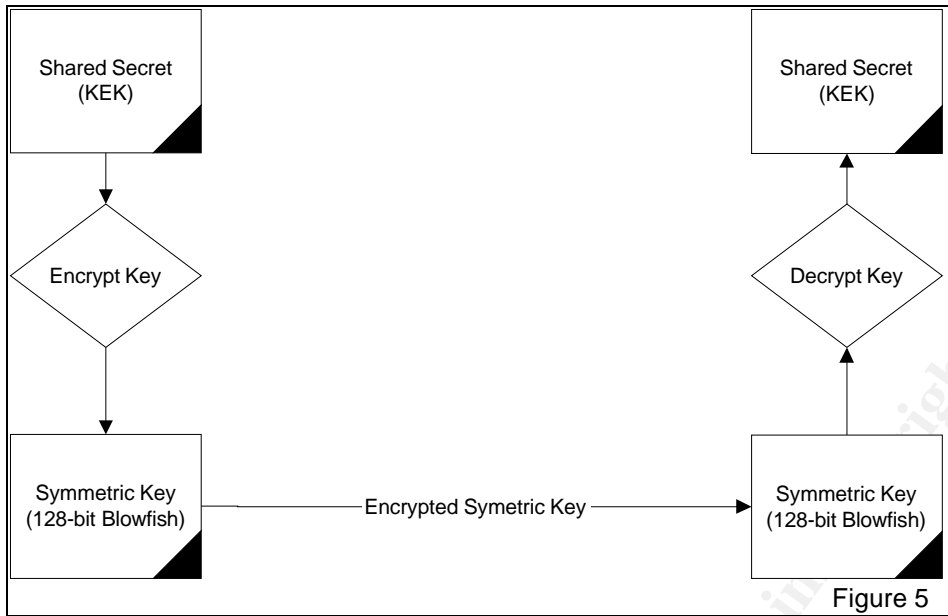 Shared Secret
(KEK)
Shared Secret
(KEK)
Encrypt Key
Decrypt Key
Symmetric Key
(128-bit Blowfish)
Encrypted Symetric Key
Symmetric Key
(128-bit Blowfish)
Figure 5